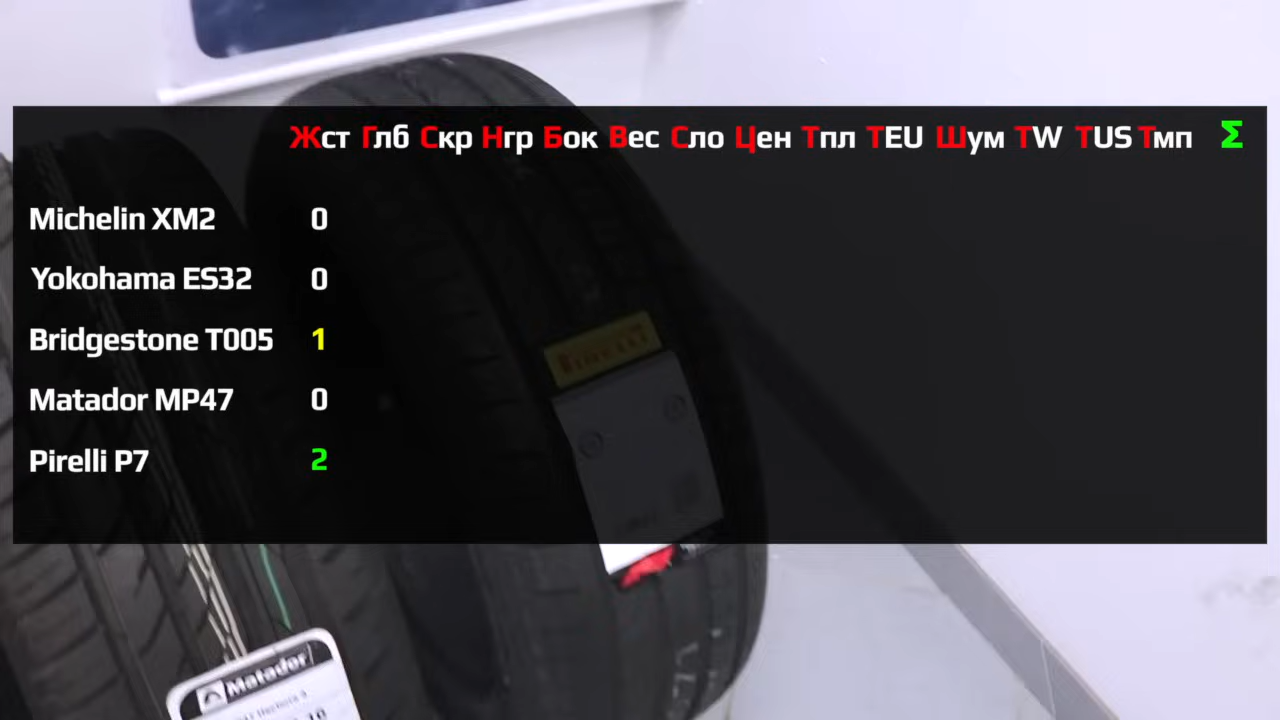 Жст Глб Скр Нгр Бок Вес Сло Цен Тпл TEU Шум TW TUS Тмп Σ
Michelin XM2 0
Yokohama ES32 0
Bridgestone T005 1
Matador MP47 0
Pirelli P7 2
PIRELLI
Matador